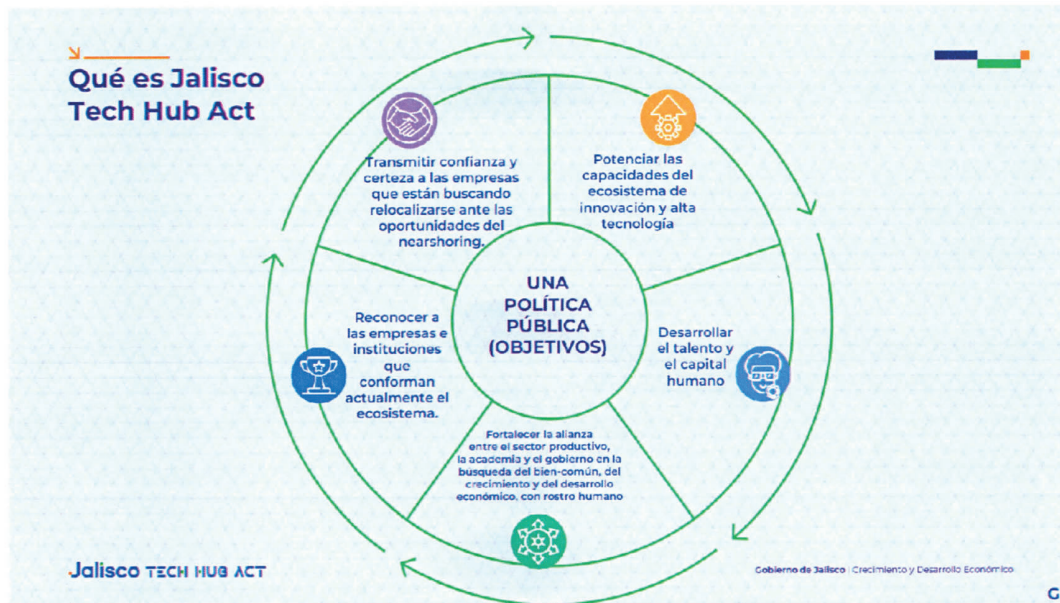 Qué es Jalisco
Tech Hub Act
Transmitir confianza y
certeza a las empresas
que están buscando
relocalizarse ante las
oportunidades del
nearshoring.
Potenciar las
capacidades del
ecosistema de
innovación y alta
tecnología
UNA
POLÍTICA
PÚBLICA
(OBJETIVOS)
Desarrollar
el talento y
el capital
humano
Fortalecer la alianza
entre el sector productivo,
la academia y el gobierno en la
búsqueda del bien-común, del
crecimiento y del desarrollo
económico, con rostro humano
Reconocer a
las empresas e
instituciones
que
conforman
actualmente el
ecosistema.
Jalisco TECH HUB ACT
Gobierno de Jalisco | Crecimiento y Desarrollo Económico
G